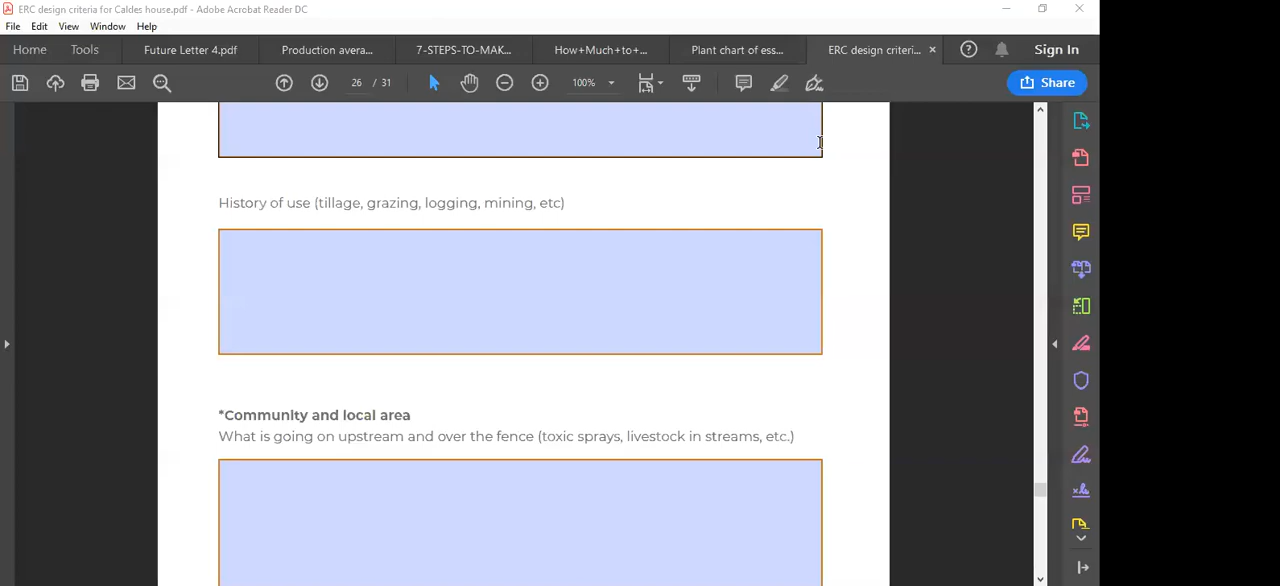 ERC design criteria for Caldes house.pdf - Adobe Acrobat Reader DC
File Edit View Window Help
Home Tools Future Letter 4.pdf Production avera... 7-STEPS-TO-MAK... How+Much+to+... Plant chart of ess... ERC design criteri... × Sign In
26 / 31 100% Share
History of use (tillage, grazing, logging, mining, etc)
*Community and local area
What is going on upstream and over the fence (toxic sprays, livestock in streams, etc.)